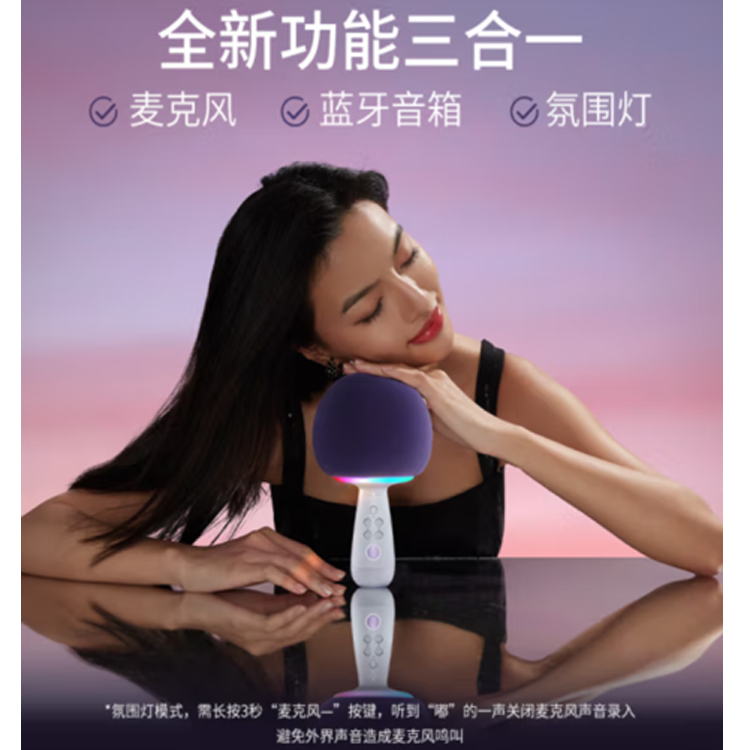 全新功能三合一
麦克风 蓝牙音箱 氛围灯
*氛围灯模式，需长按3秒“麦克风一”按键，听到“嘟”的一声关闭麦克风声音录入
避免外界声音造成麦克风鸣叫